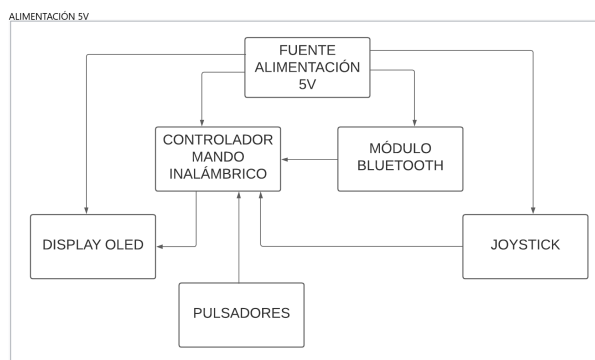 ALIMENTACIÓN 5V
FUENTE
ALIMENTACIÓN
5V
CONTROLADOR
MANDO
INALÁMBRICO
MÓDULO
BLUETOOTH
DISPLAY OLED
JOYSTICK
PULSADORES